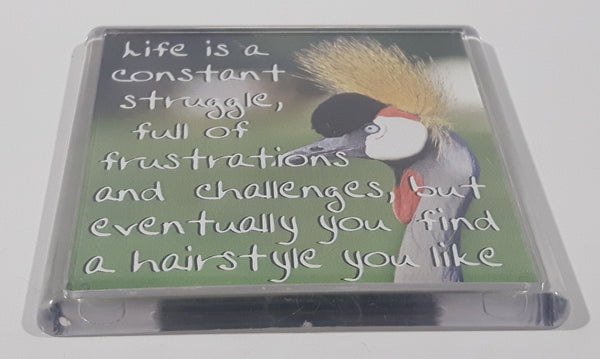 Life is a
constant
struggle,
full of
frustrations
and challenges, but
eventually you find
a hairstyle you like